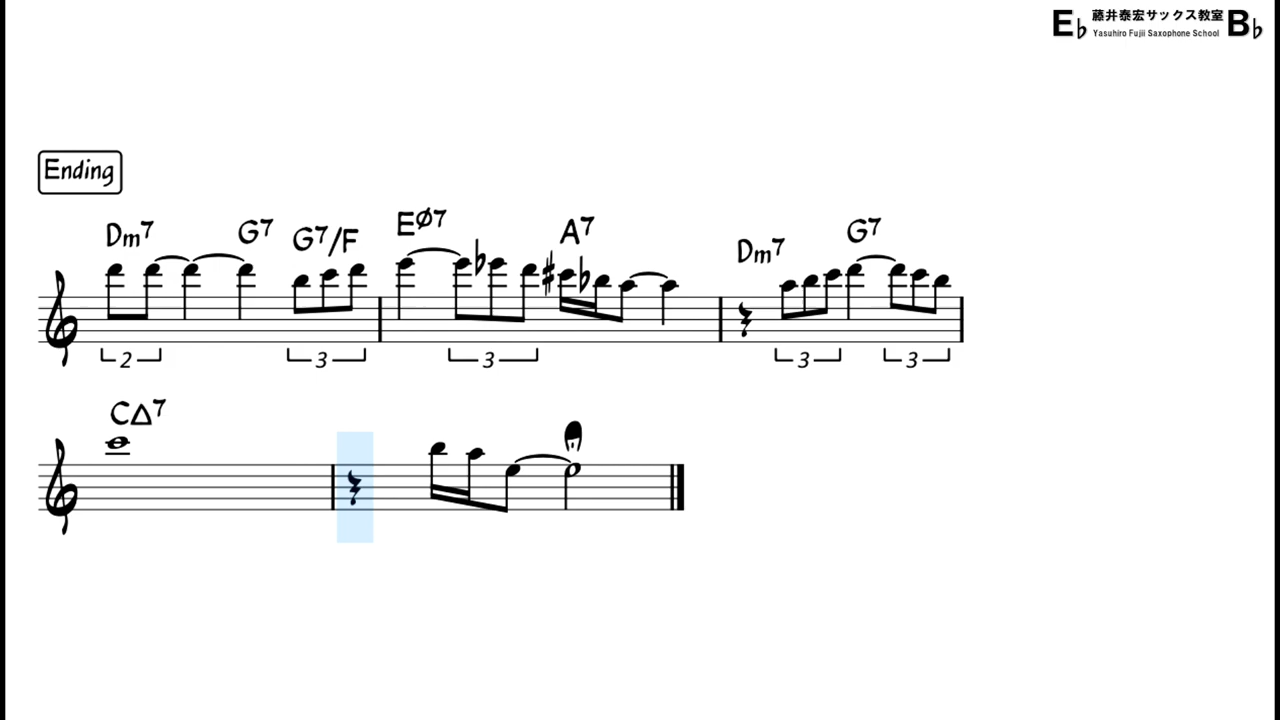 E♭ 藤井泰宏サックス教室 B♭
Yasuhiro Fujii Saxophone School
Ending
Dm7 G7 G7/F EØ7 A7 Dm7 G7
2 3 3 3 3
C△7